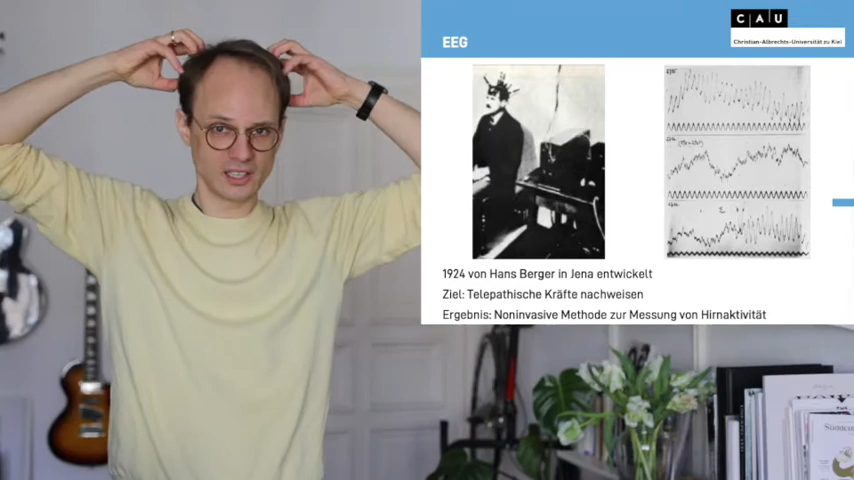 EEG
CAU
Christian-Albrechts-Universität zu Kiel
1924 von Hans Berger in Jena entwickelt
Ziel: Telepathische Kräfte nachweisen
Ergebnis: Noninvasive Methode zur Messung von Hirnaktivität